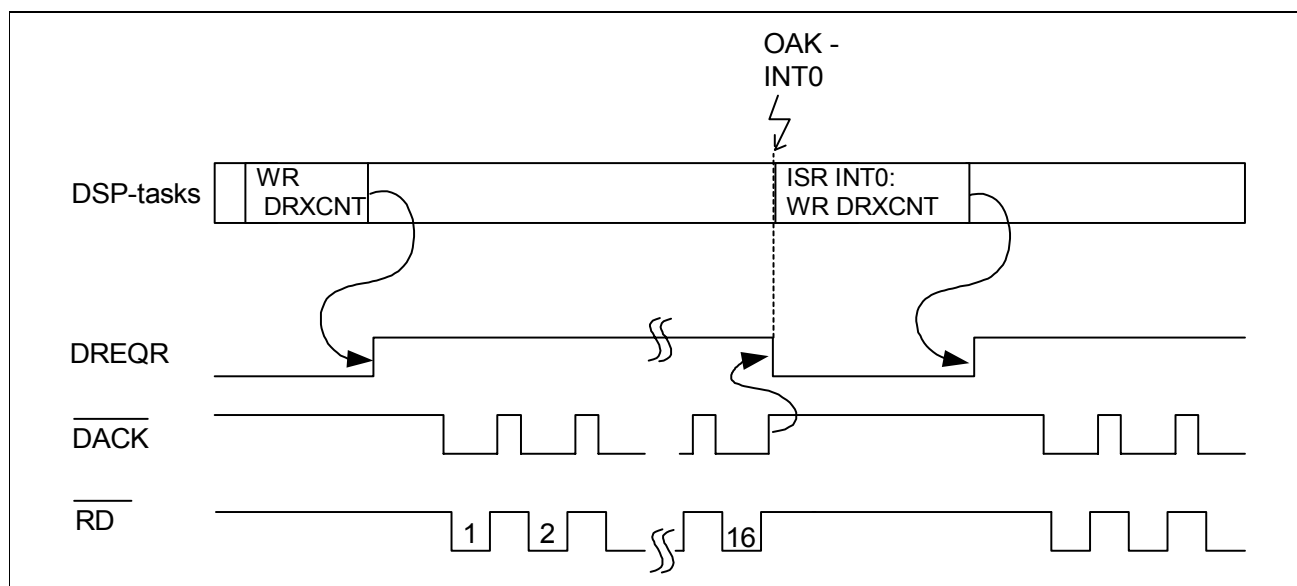 OAK -
INT0
DSP-tasks
WR
DRXCNT
ISR INT0:
WR DRXCNT
DREQR
DACK
RD
1
2
16